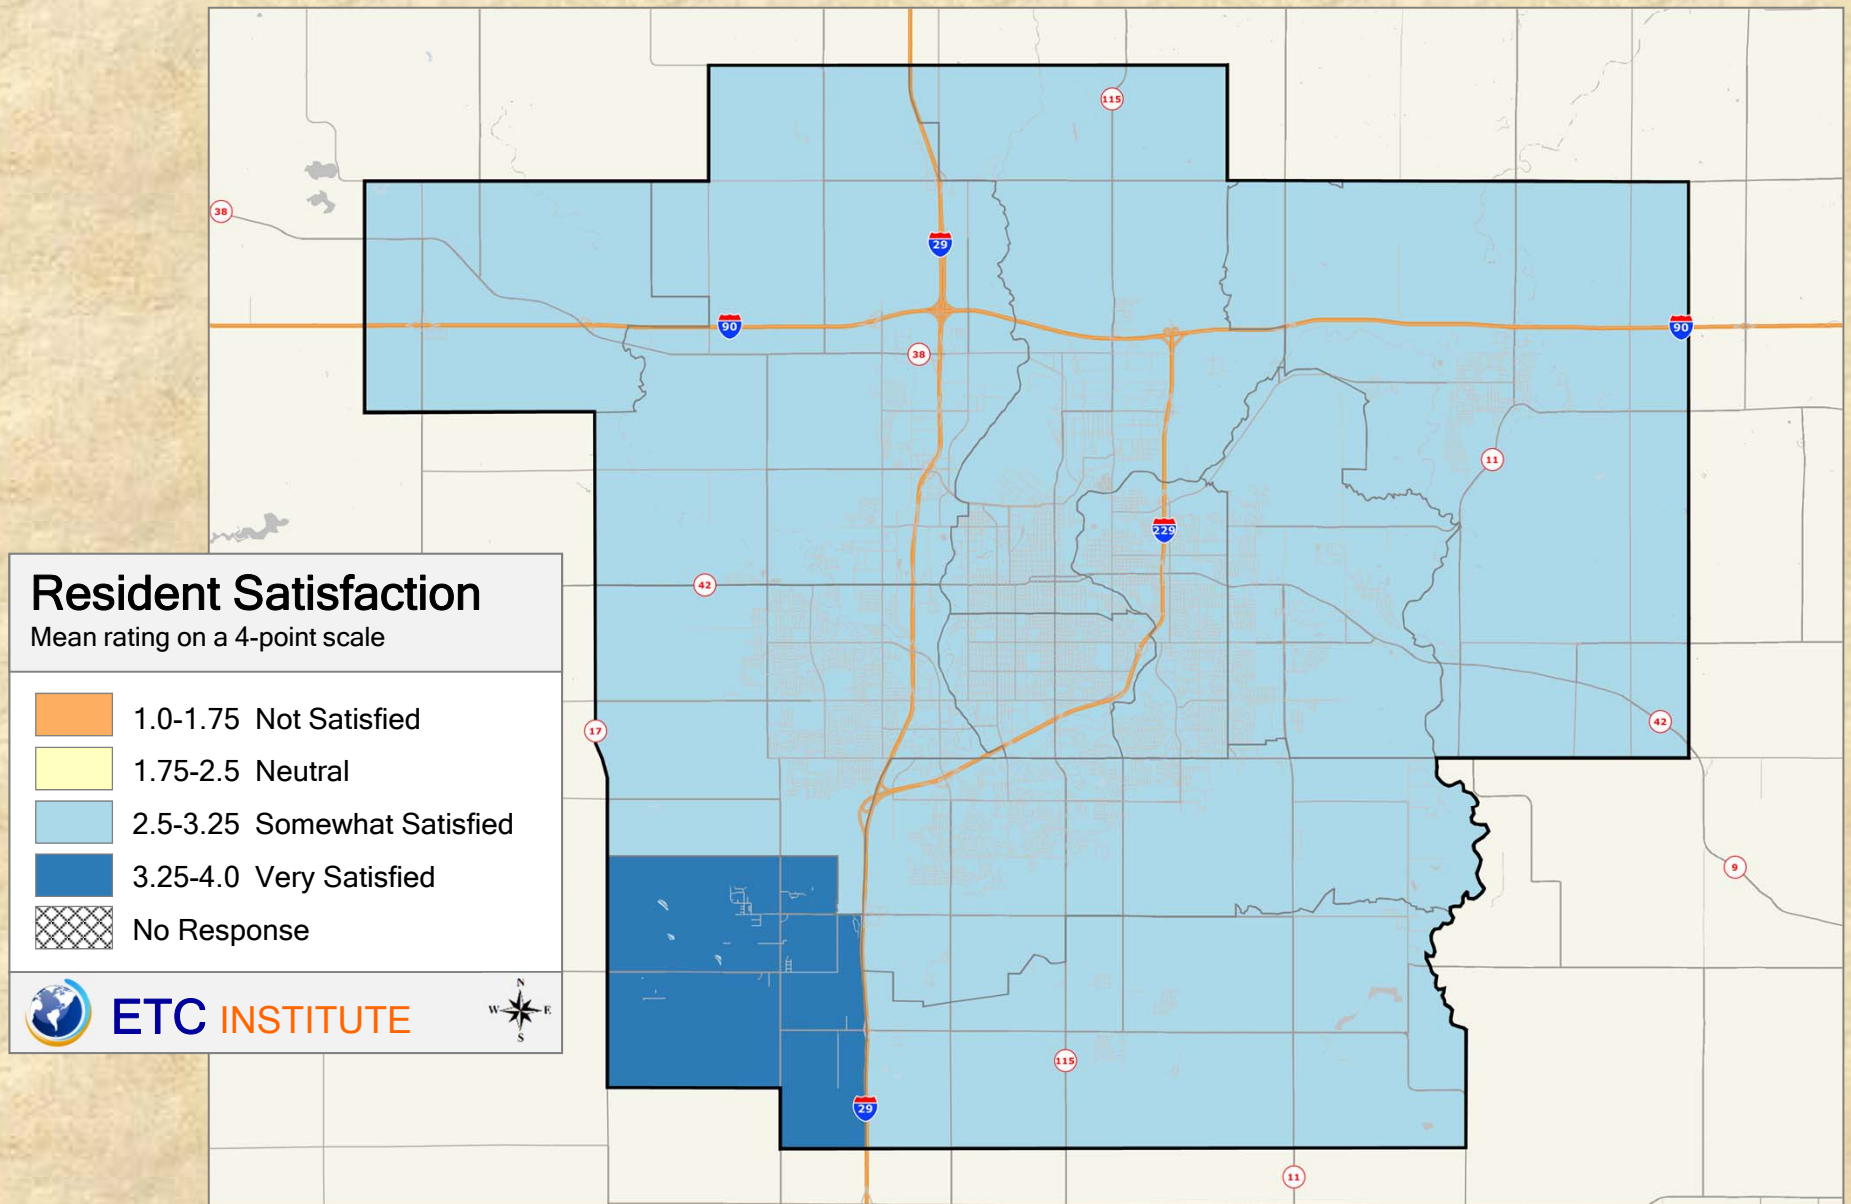 115
38
29
90
90
38
11
229
42
Resident Satisfaction
Mean rating on a 4-point scale
1.0-1.75 Not Satisfied
1.75-2.5 Neutral
2.5-3.25 Somewhat Satisfied
3.25-4.0 Very Satisfied
No Response
17
42
9
ETC INSTITUTE
N
W E
S
115
29
11